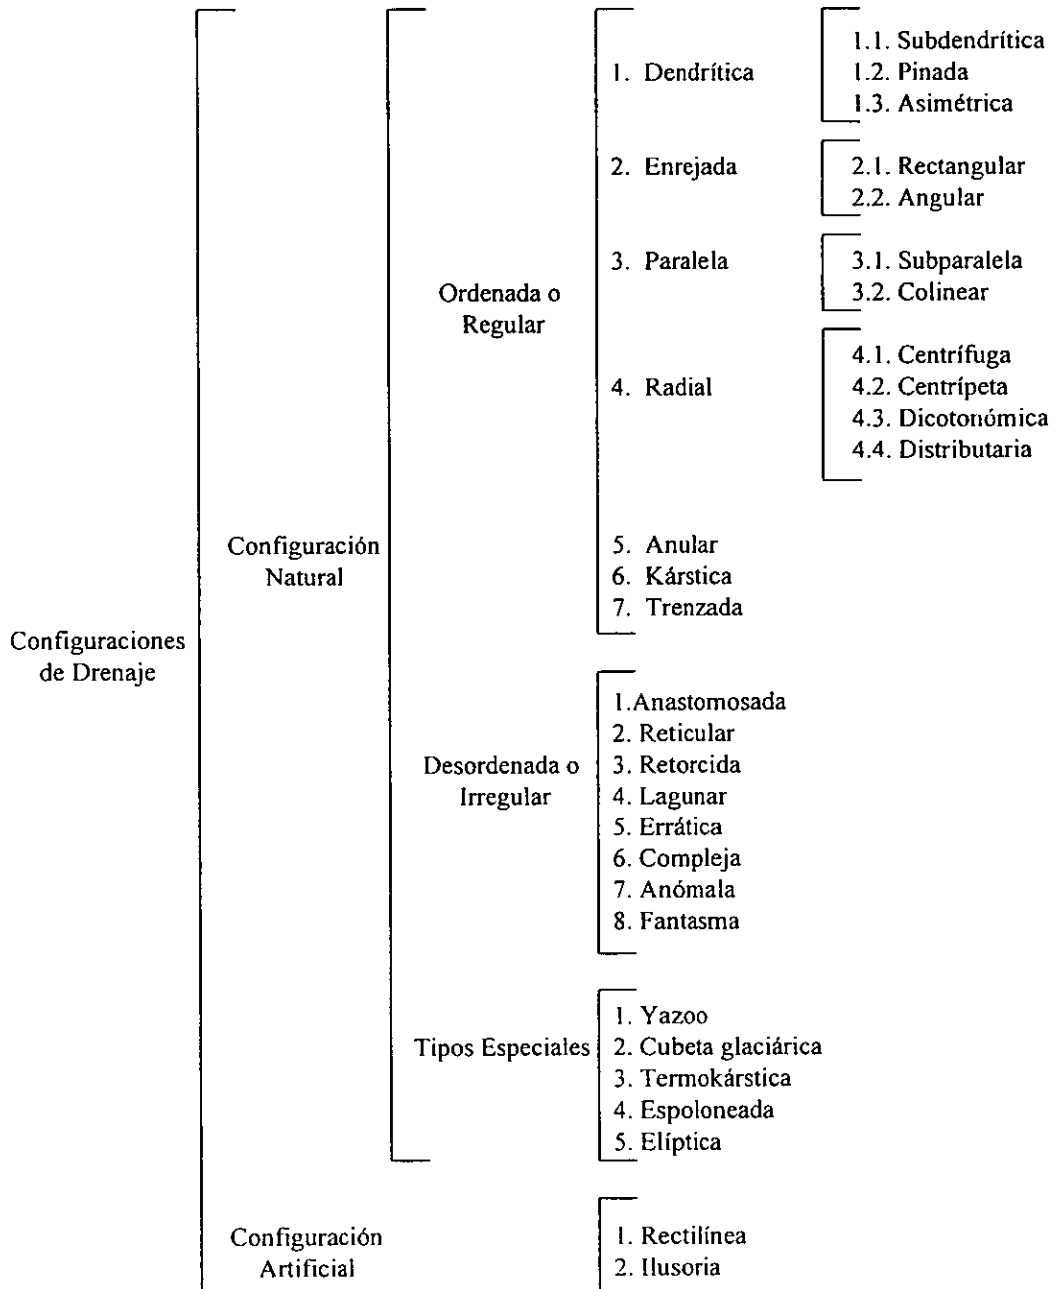 Configuraciones
de Drenaje
Configuración
Natural
Ordenada o
Regular
1. Dendrítica
1.1. Subdendrítica
1.2. Pinada
1.3. Asimétrica
2. Enrejada
2.1. Rectangular
2.2. Angular
3. Paralela
3.1. Subparalela
3.2. Colinear
4. Radial
4.1. Centrífuga
4.2. Centrípeta
4.3. Dicotonómica
4.4. Distributaria
5. Anular
6. Kárstica
7. Trenzada
Desordenada o
Irregular
1.Anastomosada
2. Reticular
3. Retorcida
4. Lagunar
5. Errática
6. Compleja
7. Anómala
8. Fantasma
Tipos Especiales
1. Yazoo
2. Cubeta glaciárica
3. Termokárstica
4. Espoloneada
5. Elíptica
Configuración
Artificial
1. Rectilínea
2. Ilusoria